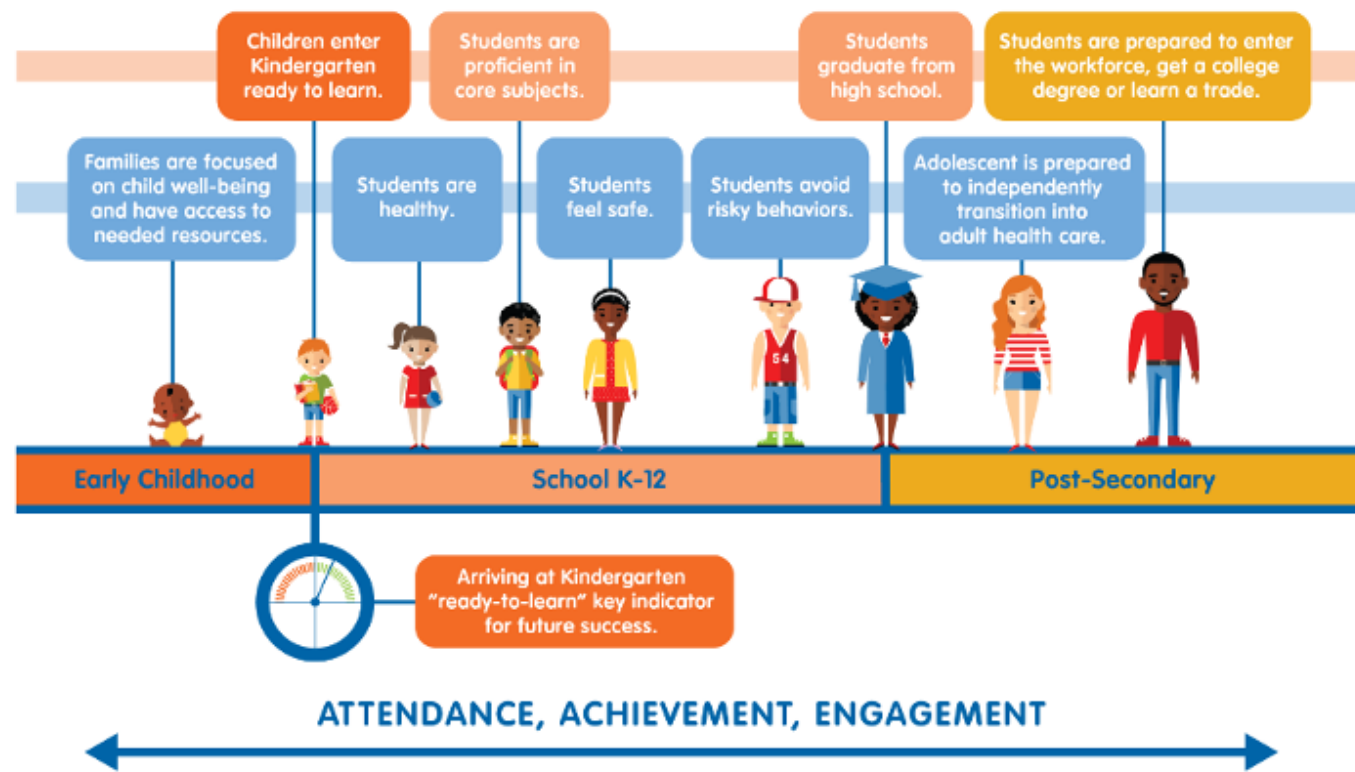 Children enter
Kindergarten
ready to learn.
Students are
proficient in
core subjects.
Students
graduate from
high school.
Students are prepared to enter
the workforce, get a college
degree or learn a trade.
Families are focused
on child well-being
and have access to
needed resources.
Students are
healthy.
Students
feel safe.
Students avoid
risky behaviors.
Adolescent is prepared
to independently
transition into
adult health care.
54
Early Childhood
School K-12
Post-Secondary
Arriving at Kindergarten
"ready-to-learn" key indicator
for future success.
ATTENDANCE, ACHIEVEMENT, ENGAGEMENT